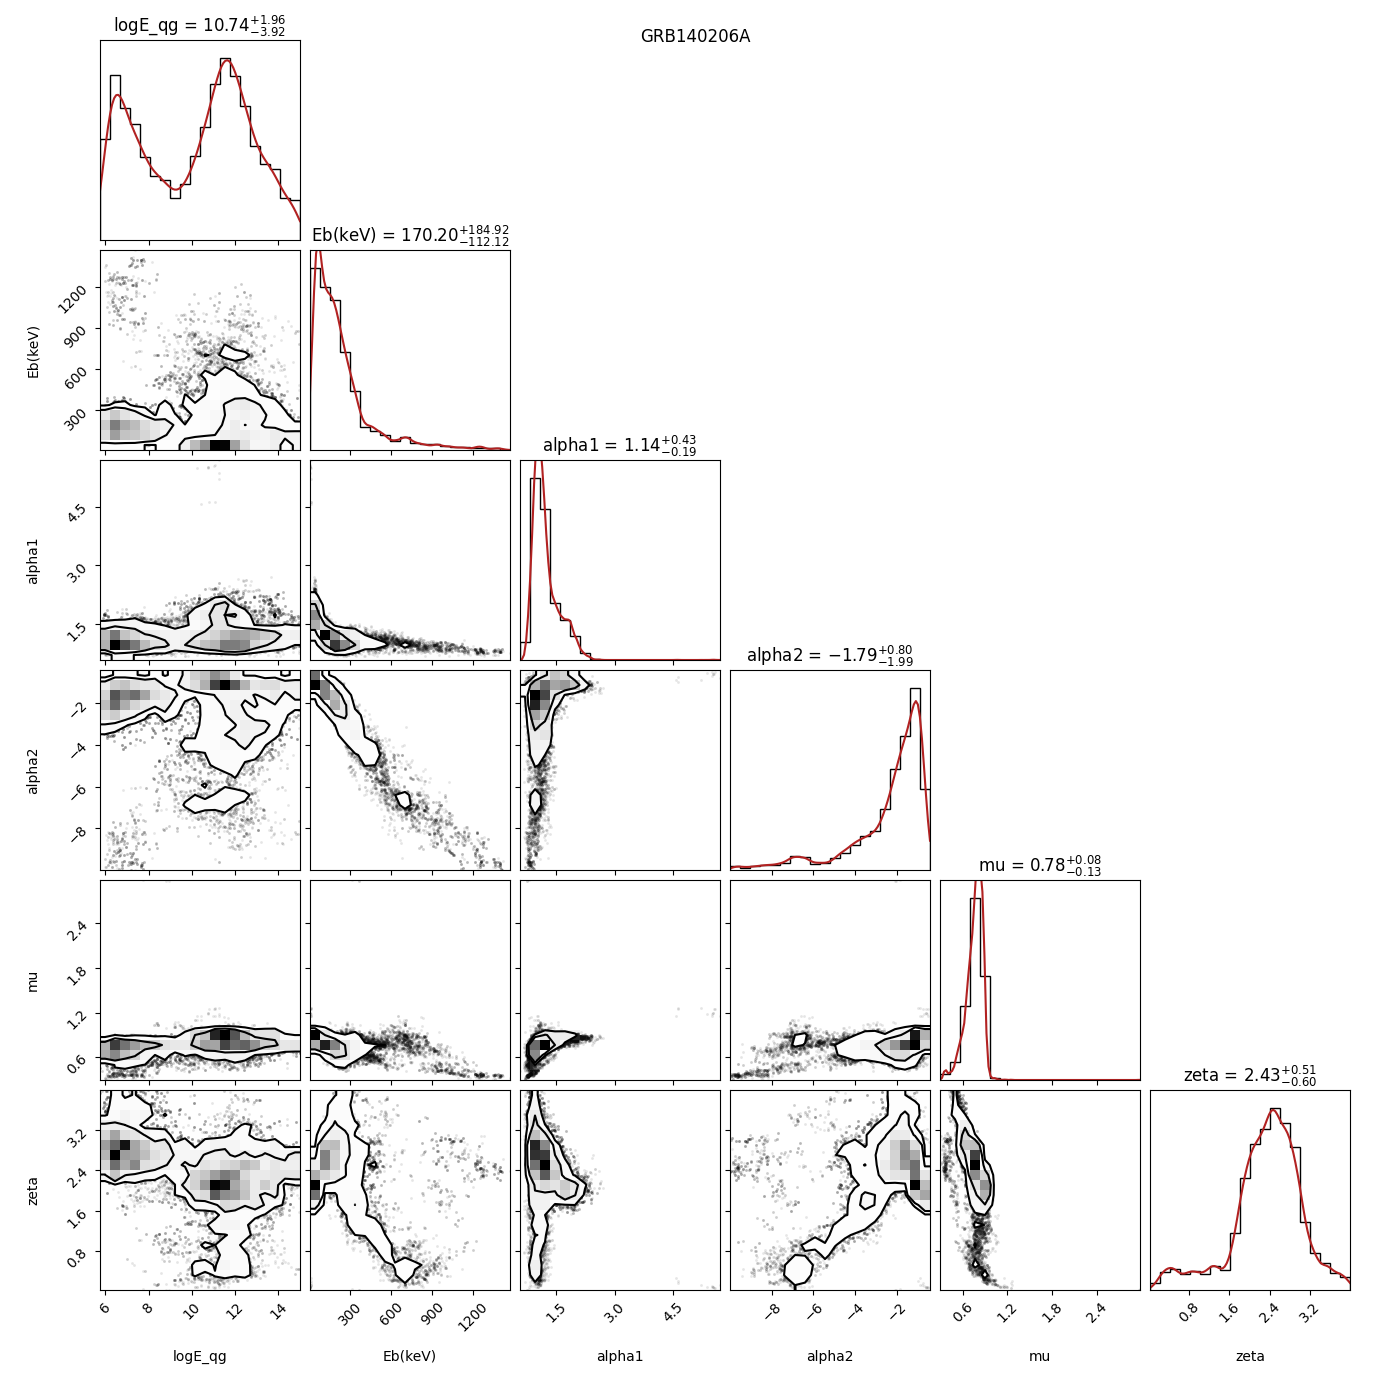 GRB140206A
logE_qg = 10.74 +1.96 −3.92
Eb(keV) = 170.20 +184.92 −112.12
Eb(keV)
1200
900
600
300
alpha1 = 1.14 +0.43 −0.19
alpha1
4.5
3.0
1.5
alpha2 = −1.79 +0.80 −1.99
alpha2
−2
−4
−6
−8
mu = 0.78 +0.08 −0.13
mu
2.4
1.8
1.2
0.6
zeta = 2.43 +0.51 −0.60
zeta
3.2
2.4
1.6
0.8
6 8 10 12 14
300 600 900 1200
1.5 3.0 4.5
−8 −6 −4 −2
0.6 1.2 1.8 2.4
0.8 1.6 2.4 3.2
logE_qg Eb(keV) alpha1 alpha2 mu zeta